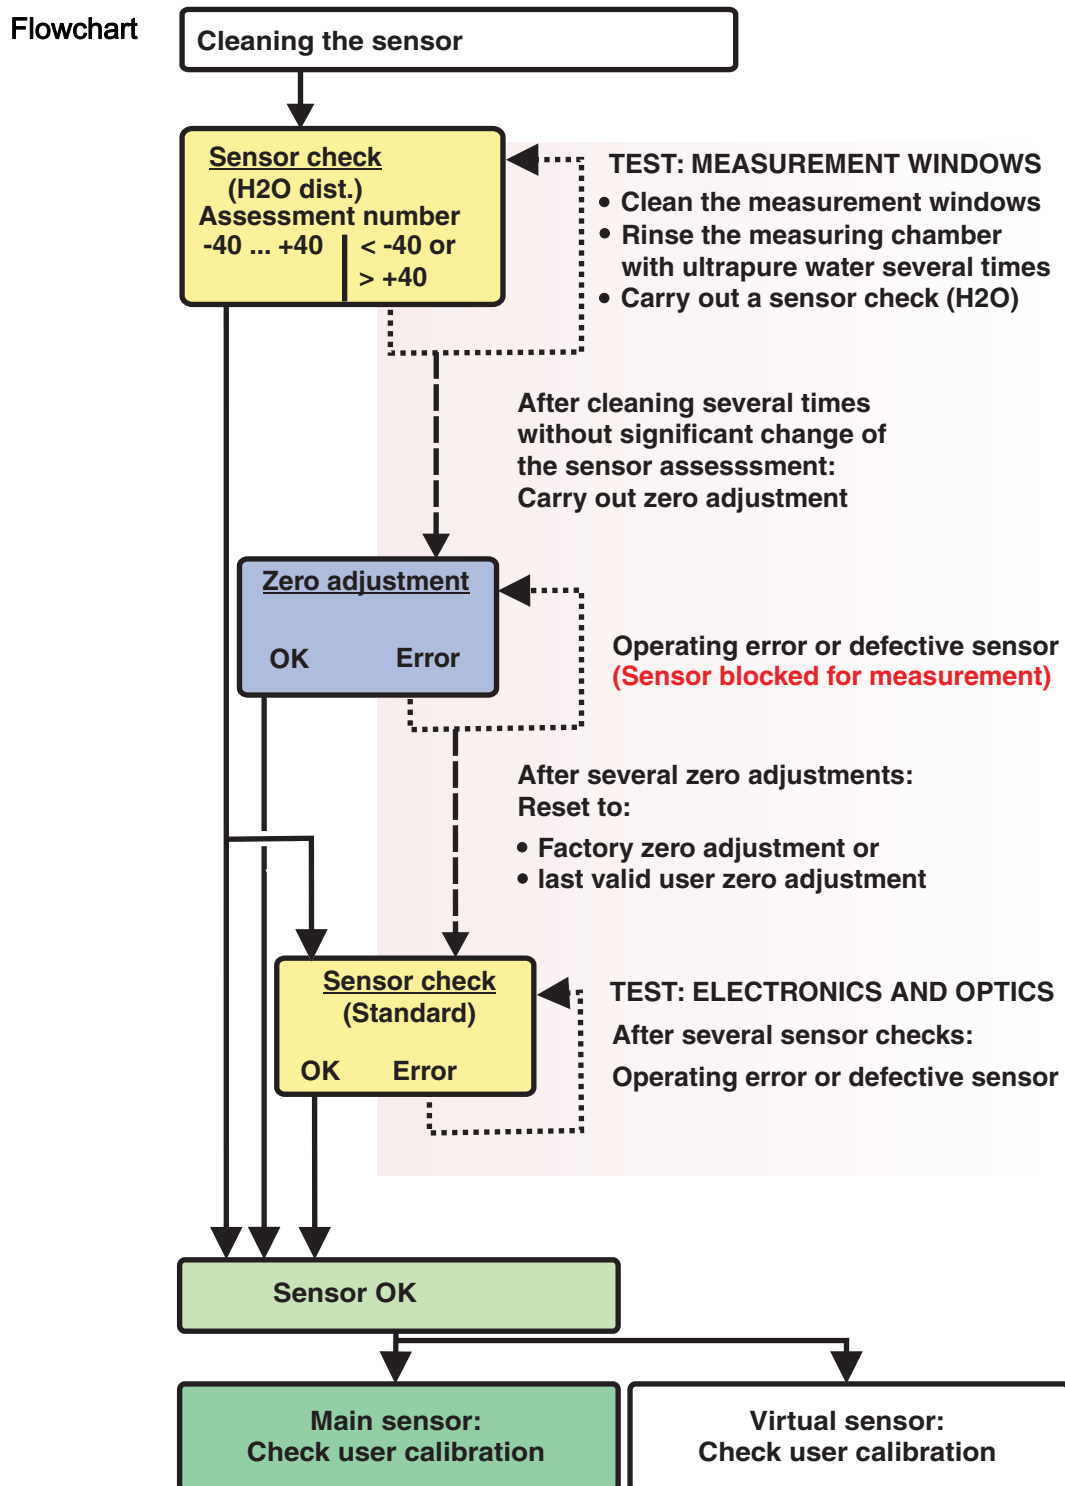 Flowchart
Cleaning the sensor
Sensor check
(H2O dist.)
Assessment number
-40 ... +40
< -40 or
> +40
TEST: MEASUREMENT WINDOWS
• Clean the measurement windows
• Rinse the measuring chamber
with ultrapure water several times
• Carry out a sensor check (H2O)
After cleaning several times
without significant change of
the sensor assesssment:
Carry out zero adjustment
Zero adjustment
OK Error
Operating error or defective sensor
(Sensor blocked for measurement)
After several zero adjustments:
Reset to:
• Factory zero adjustment or
• last valid user zero adjustment
Sensor check
(Standard)
OK Error
TEST: ELECTRONICS AND OPTICS
After several sensor checks:
Operating error or defective sensor
Sensor OK
Main sensor:
Check user calibration
Virtual sensor:
Check user calibration